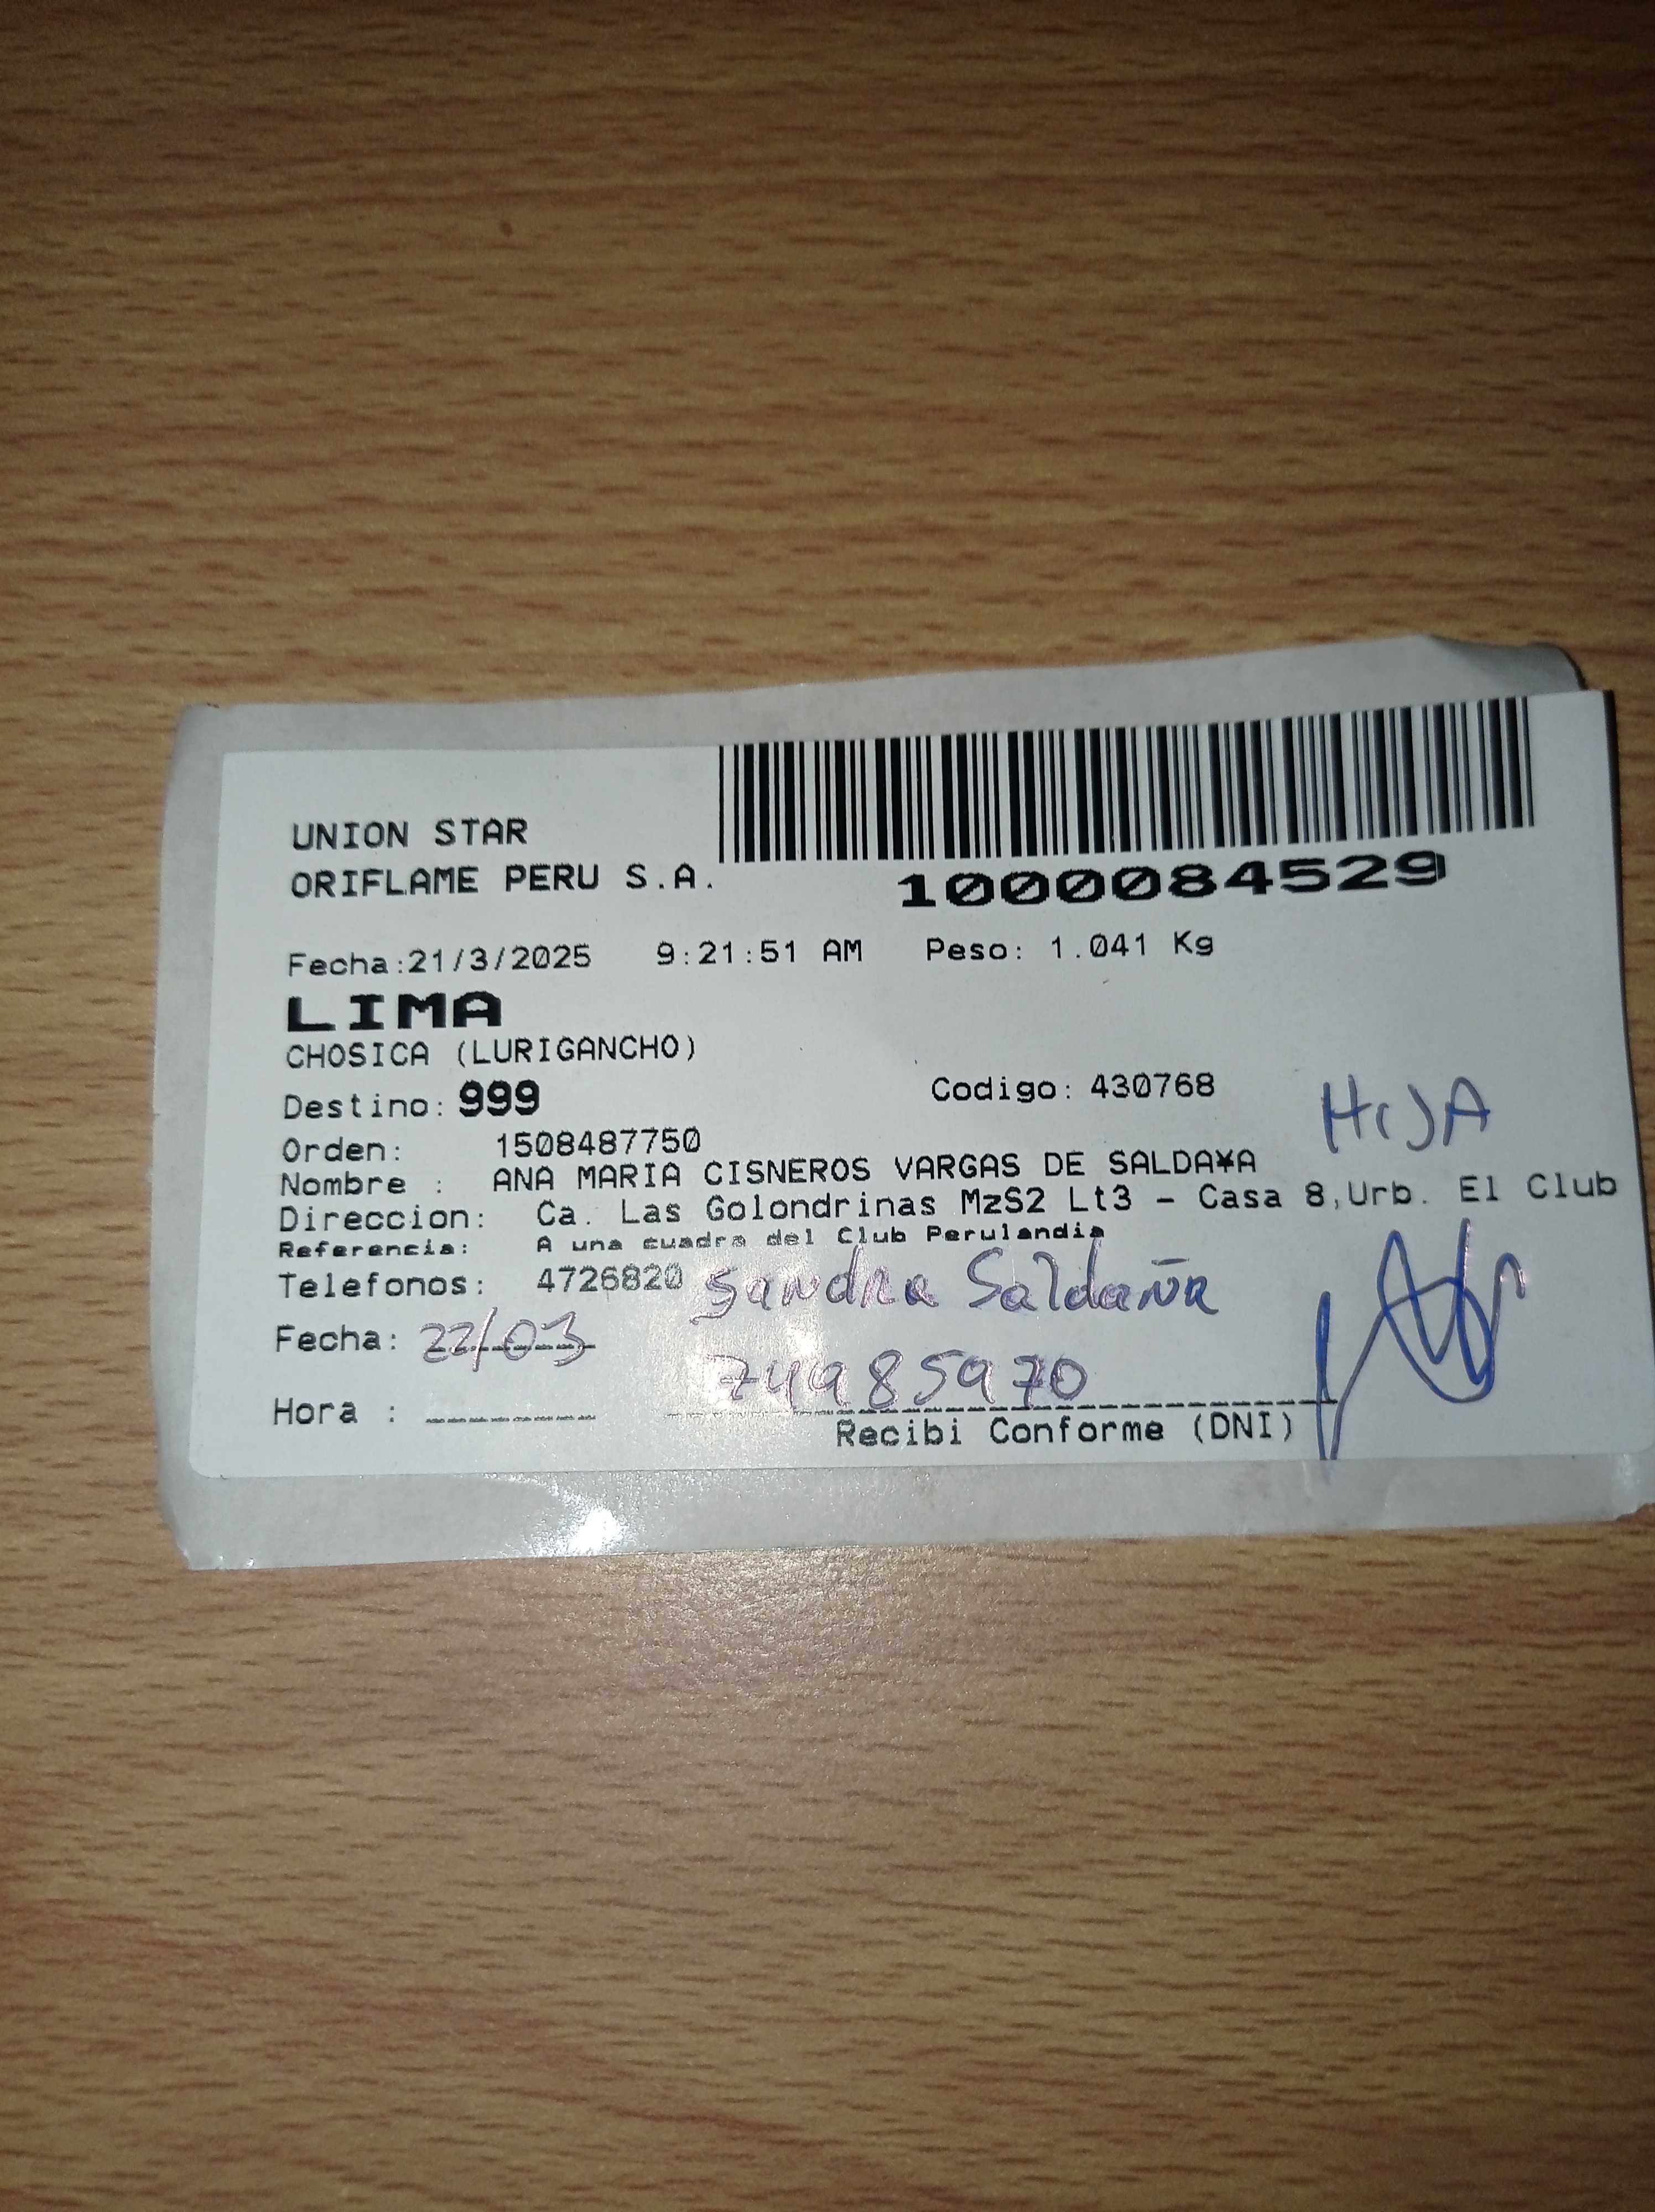 UNION STAR
ORIFLAME PERU S.A.
1000084529
Fecha:21/3/2025 9:21:51 AM Peso: 1.041 Kg
LIMA
CHOSICA (LURIGANCHO)
Destino: 999 Codigo: 430768
HIJA
Orden: 1508487750
Nombre : ANA MARIA CISNEROS VARGAS DE SALDA¥A
Direccion: Ca. Las Golondrinas MzS2 Lt3 - Casa 8,Urb. El Club
Referencia: A una cuadra del Club Perulandia
Telefonos: 4726820 Sandra Saldaña
Fecha: 22/03
74985970
Hora :
Recibi Conforme (DNI)